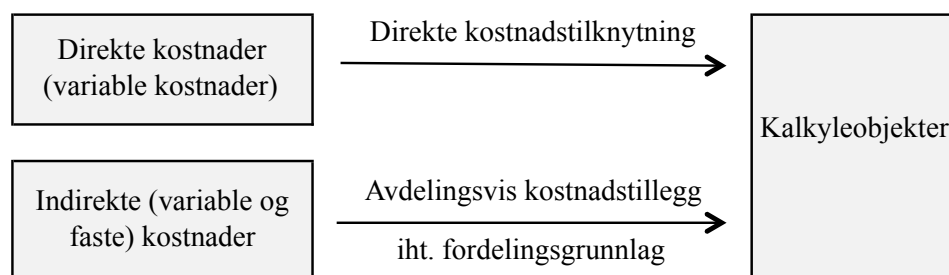 Direkte kostnader
(variable kostnader)
Direkte kostnadstilknytning
Kalkyleobjekter
Indirekte (variable og
faste) kostnader
Avdelingsvis kostnadstillegg
iht. fordelingsgrunnlag